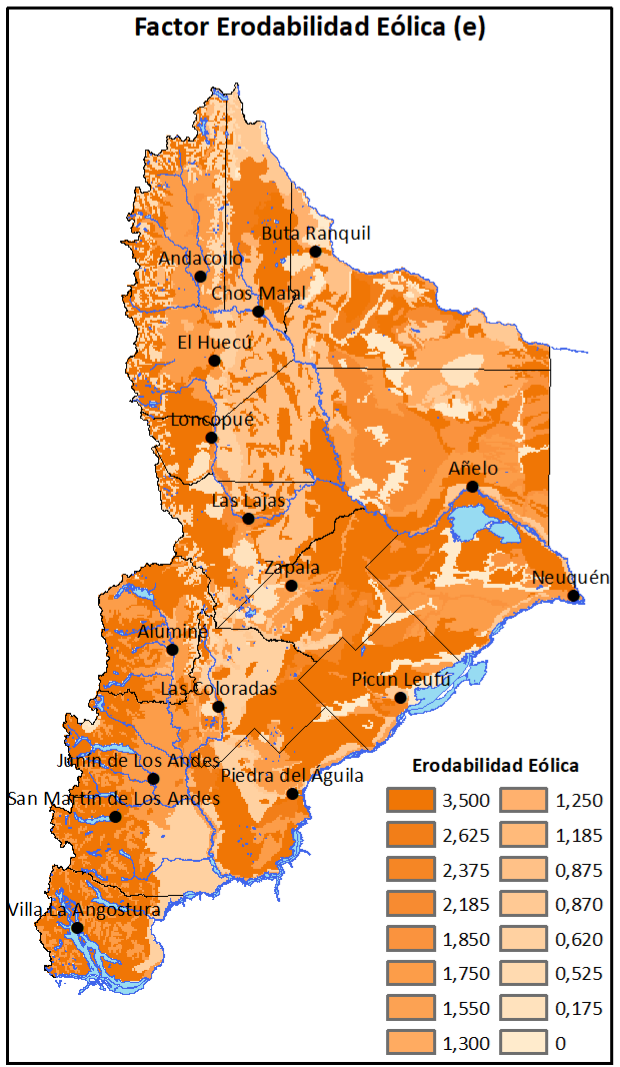 Factor Erodabilidad Eólica (e)
Buta Ranquil
Andacollo
Chos Malal
El Huecú
Loncopué
Añelo
Las Lajas
Zapala
Neuquén
Aluminé
Picún Leufú
Las Coloradas
Junín de Los Andes
Piedra del Águila
San Martín de Los Andes
Villa La Angostura
Erodabilidad Eólica
3,500 1,250
2,625 1,185
2,375 0,875
2,185 0,870
1,850 0,620
1,750 0,525
1,550 0,175
1,300 0